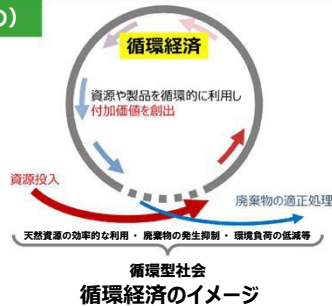 )
循環経済
資源や製品を循環的に利用し
付加価値を創出
資源投入
廃棄物の適正処理
天然資源の効率的な利用・廃棄物の発生抑制・環境負荷の低減等
循環型社会
循環経済のイメージ